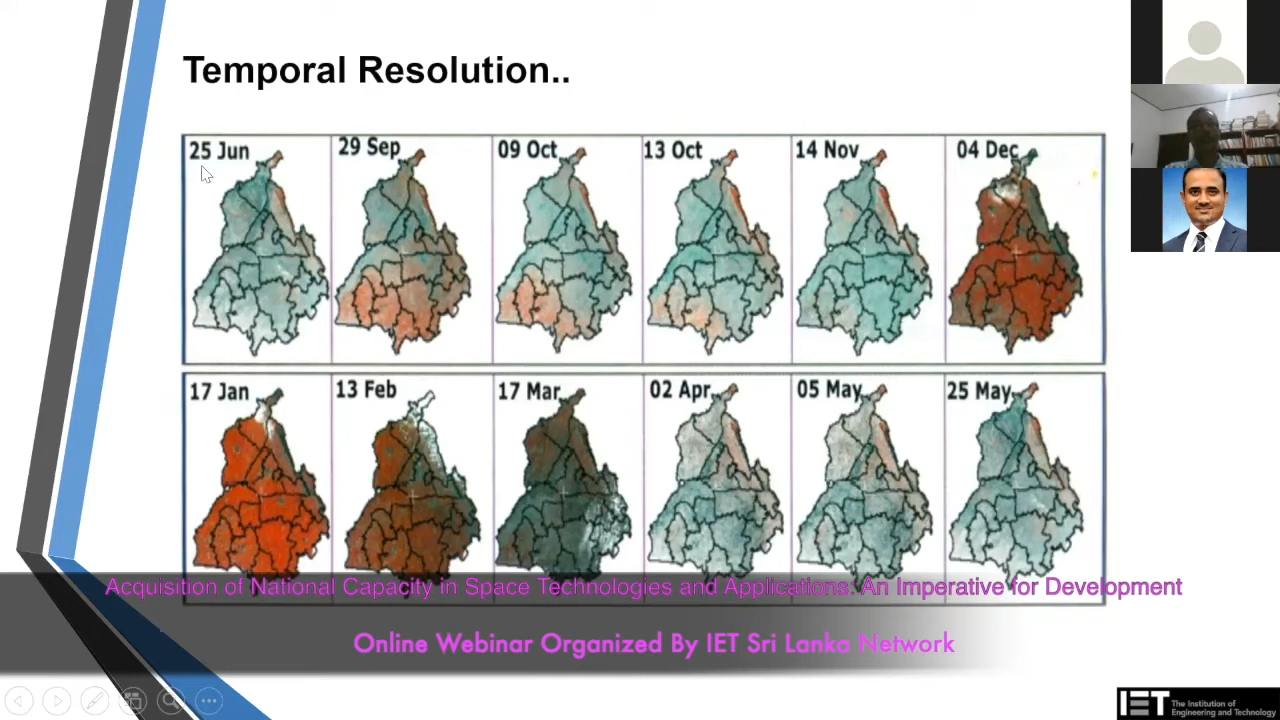 Temporal Resolution..
25 Jun
29 Sep
09 Oct
13 Oct
14 Nov
04 Dec
17 Jan
13 Feb
17 Mar
02 Apr
05 May
25 May
Acquisition of National Capacity in Space Technologies and Applications: An Imperative for Development
Online Webinar Organized By IET Sri Lanka Network
IET The Institution of
Engineering and Technology